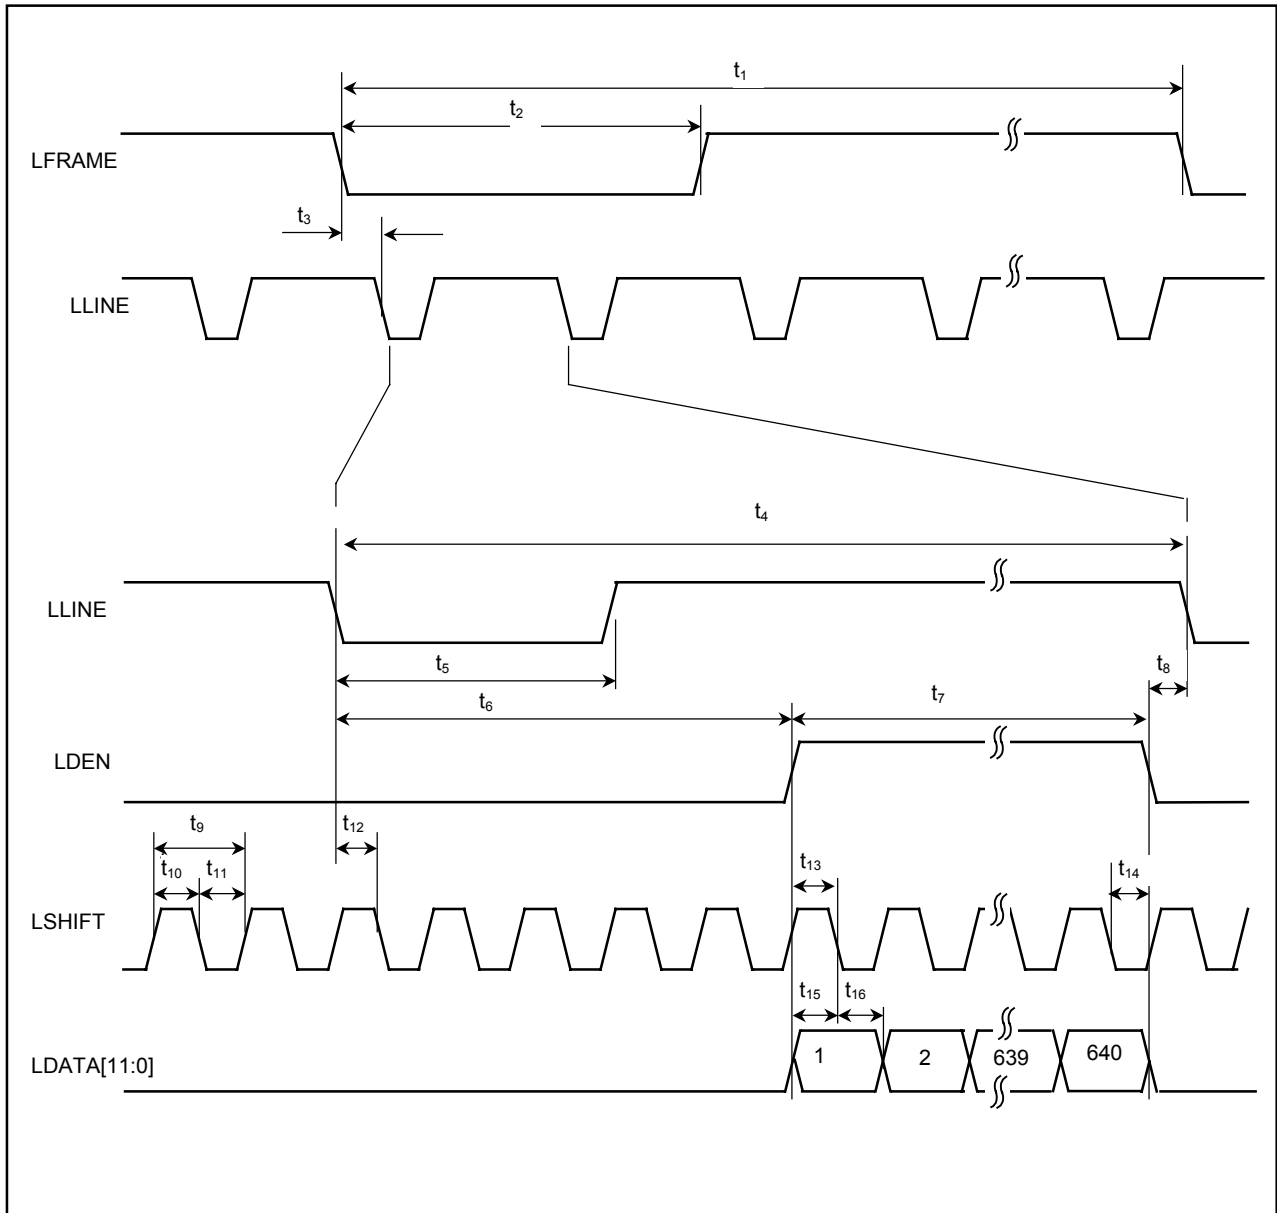 t₁
t₂
LFRAME
t₃
LLINE
t₄
LLINE
t₅
t₈
t₆
t₇
LDEN
t₉
t₁₂
t₁₀
t₁₁
t₁₃
t₁₄
LSHIFT
t₁₅
t₁₆
LDATA[11:0]
1
2
639
640